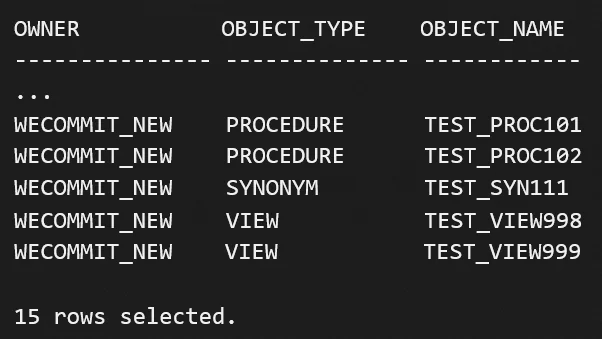 OWNER           OBJECT_TYPE    OBJECT_NAME
--------------- -------------- ------------
...
WECOMMIT_NEW    PROCEDURE      TEST_PROC101
WECOMMIT_NEW    PROCEDURE      TEST_PROC102
WECOMMIT_NEW    SYNONYM        TEST_SYN111
WECOMMIT_NEW    VIEW           TEST_VIEW998
WECOMMIT_NEW    VIEW           TEST_VIEW999
15 rows selected.